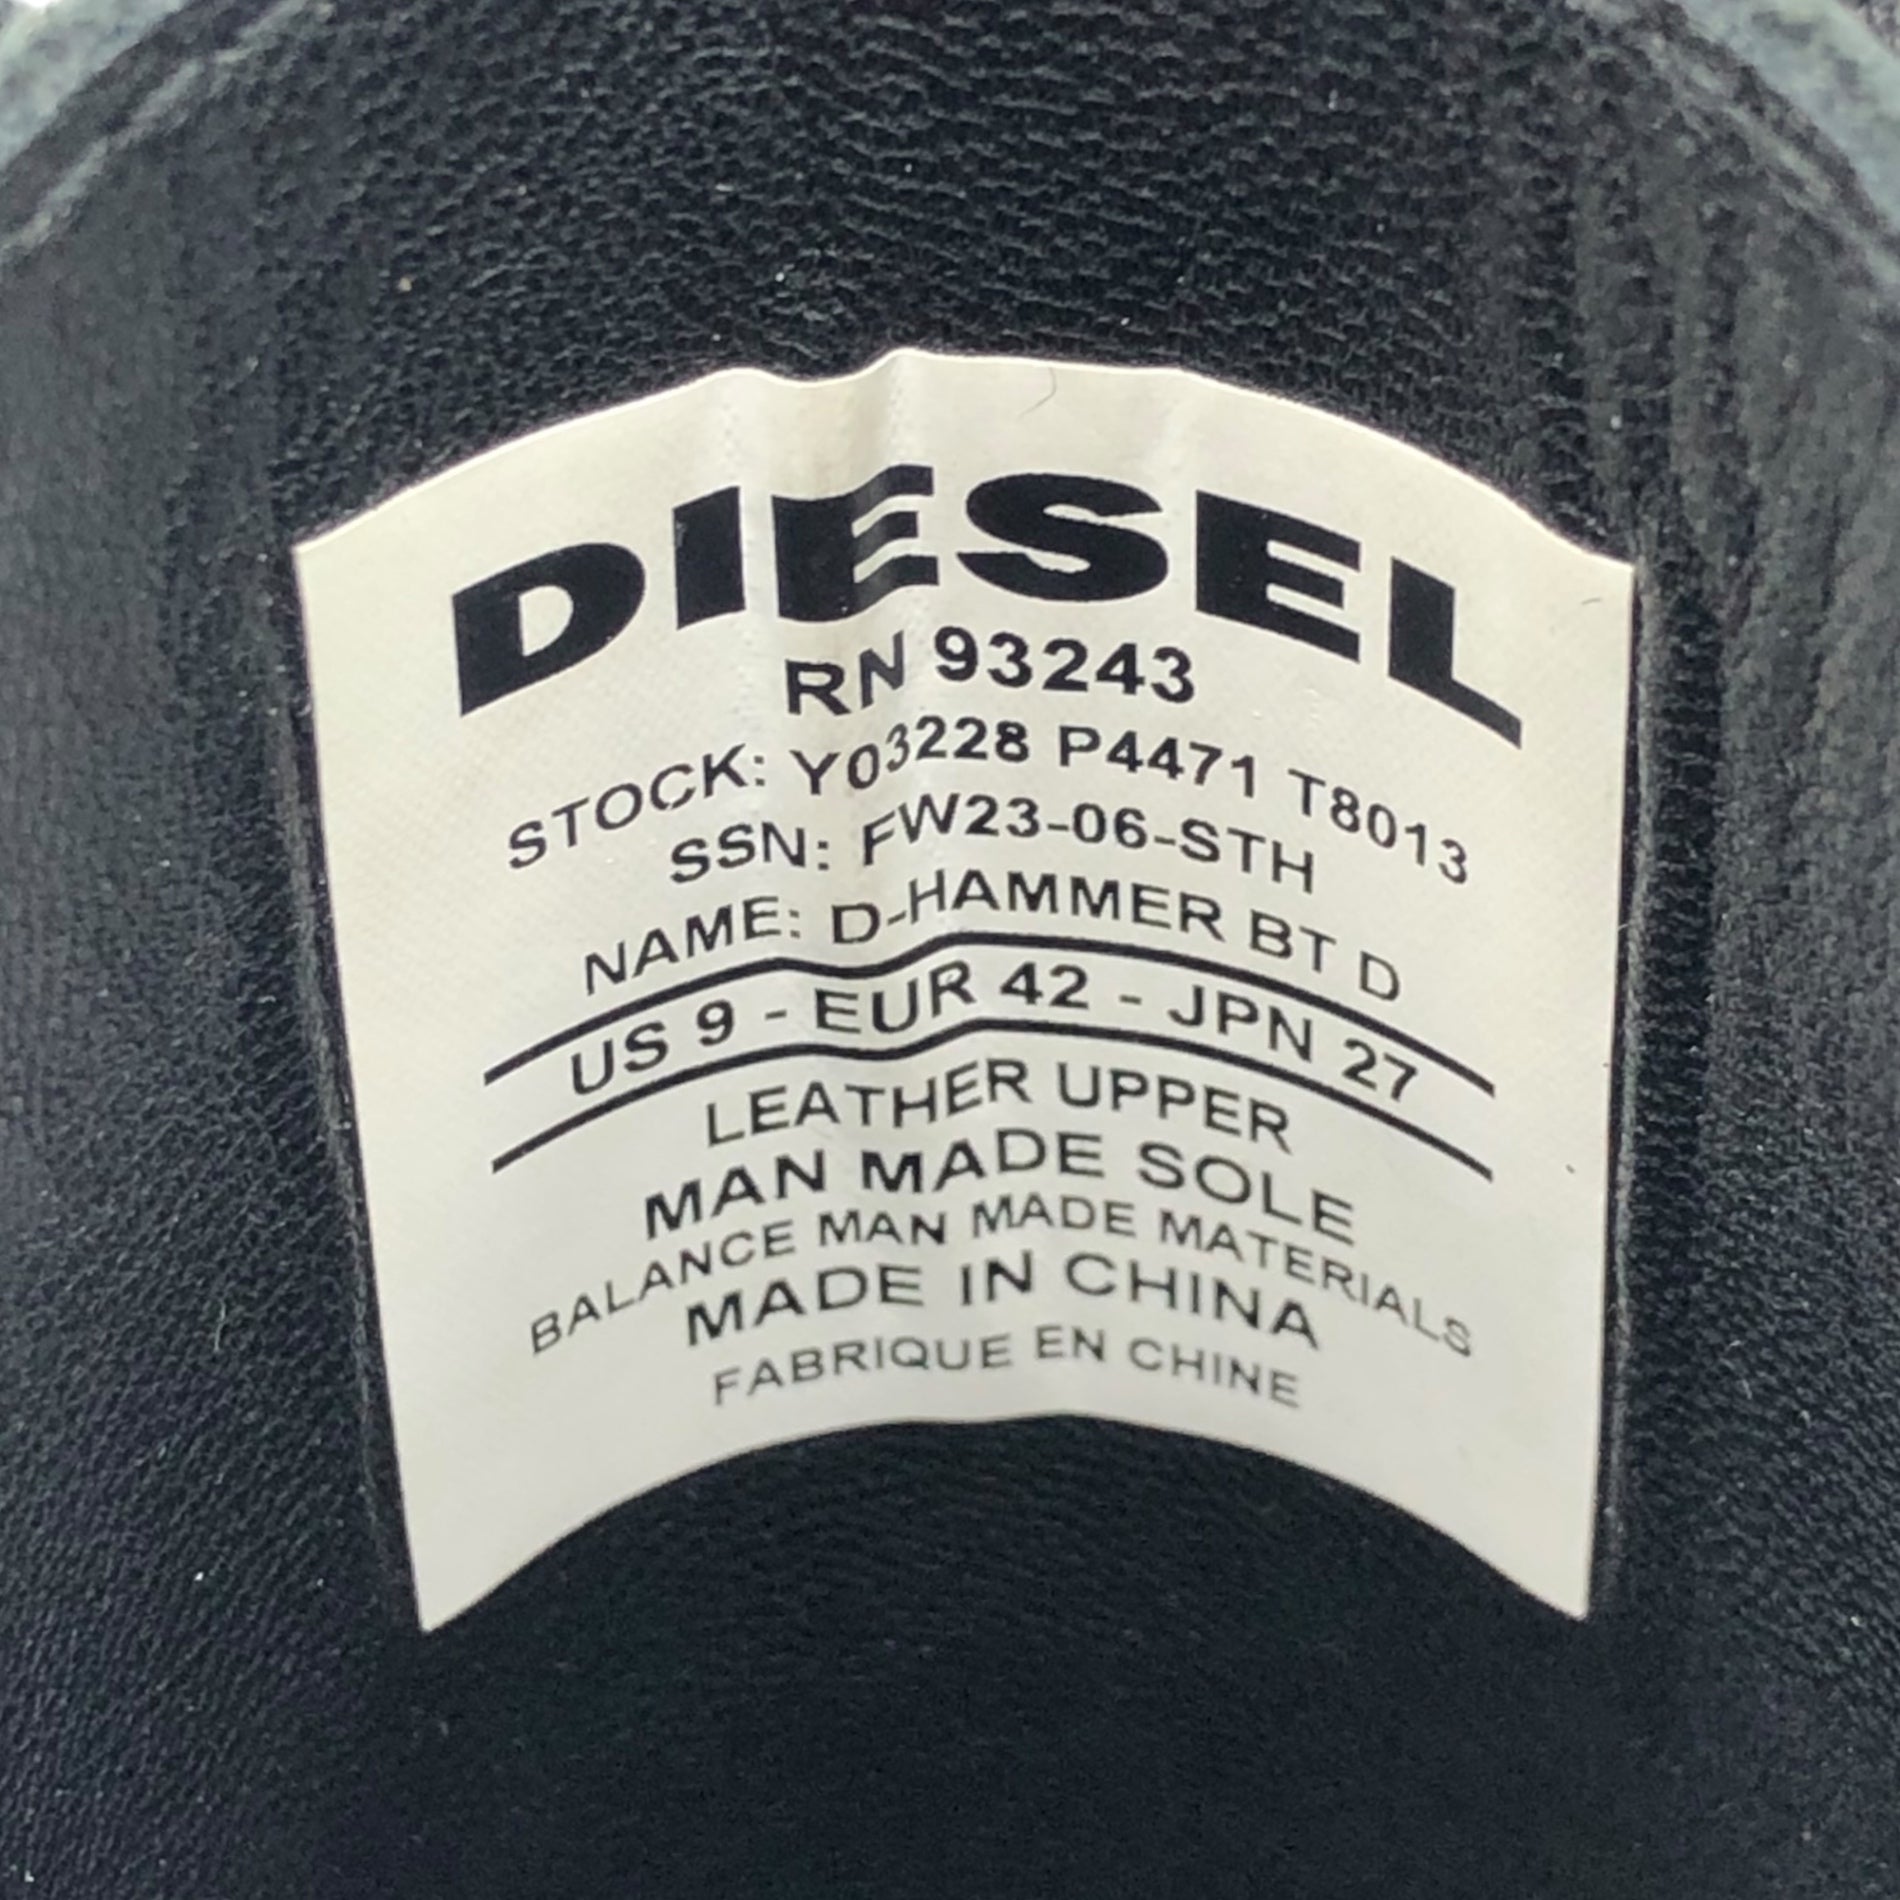 DIESEL
RN 93243
STOCK: Y03228 P4471 T8013
SSN: FW23-06-STH
NAME: D-HAMMER BT D
US 9 - EUR 42 - JPN 27
LEATHER UPPER
MAN MADE SOLE
BALANCE MAN MADE MATERIALS
MADE IN CHINA
FABRIQUE EN CHINE